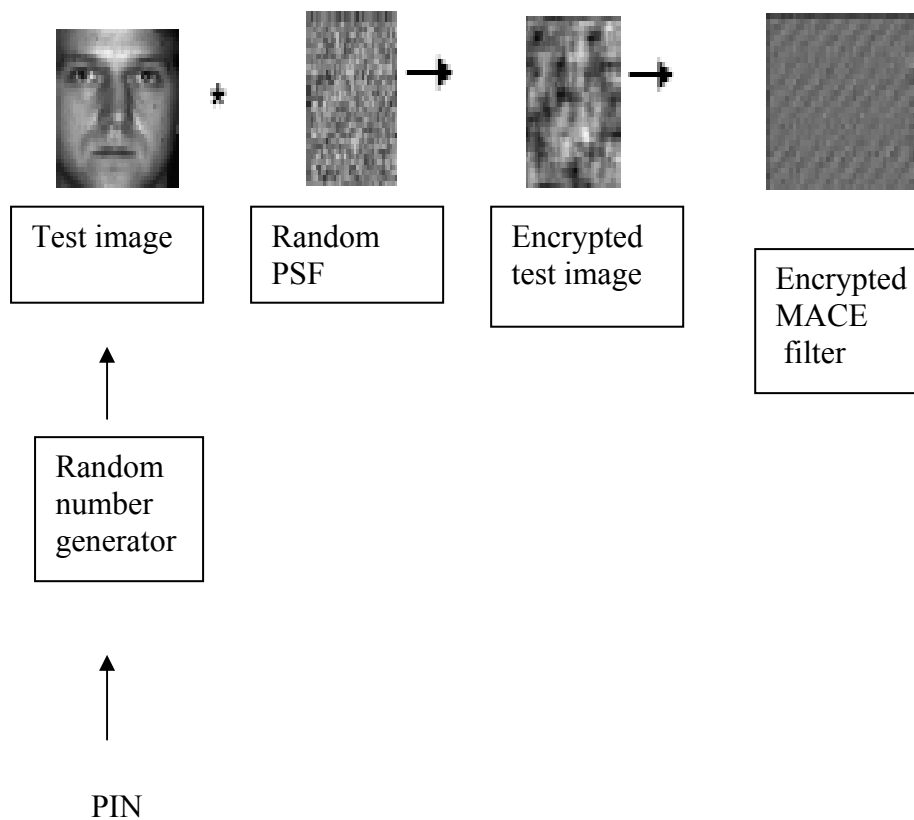 *
Test image
Random
PSF
Encrypted
test image
Encrypted
MACE
filter
Random
number
generator
PIN